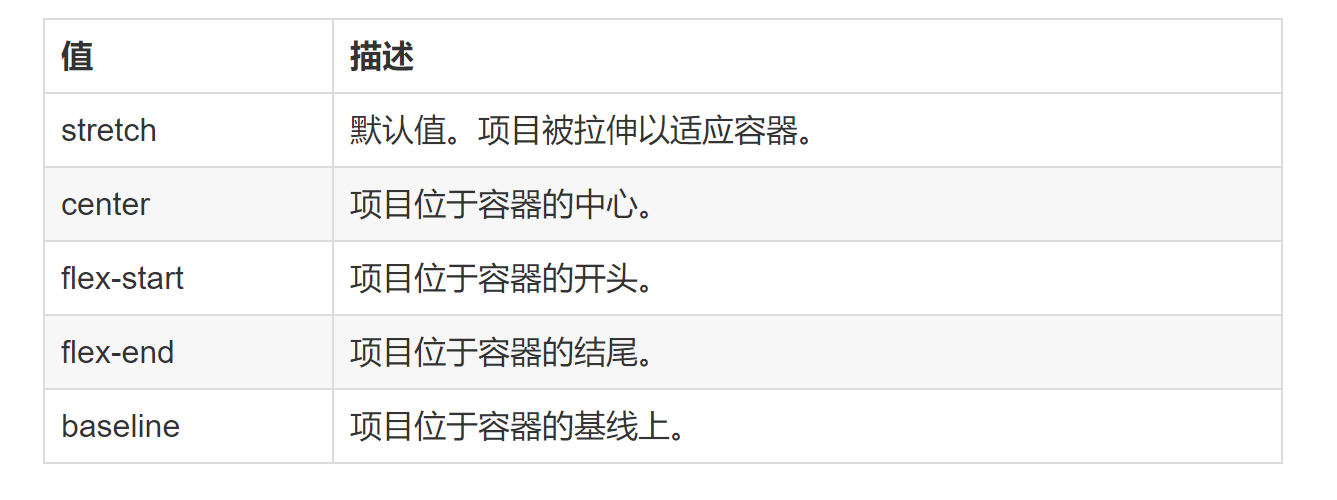 值 描述
stretch 默认值。项目被拉伸以适应容器。
center 项目位于容器的中心。
flex-start 项目位于容器的开头。
flex-end 项目位于容器的结尾。
baseline 项目位于容器的基线上。